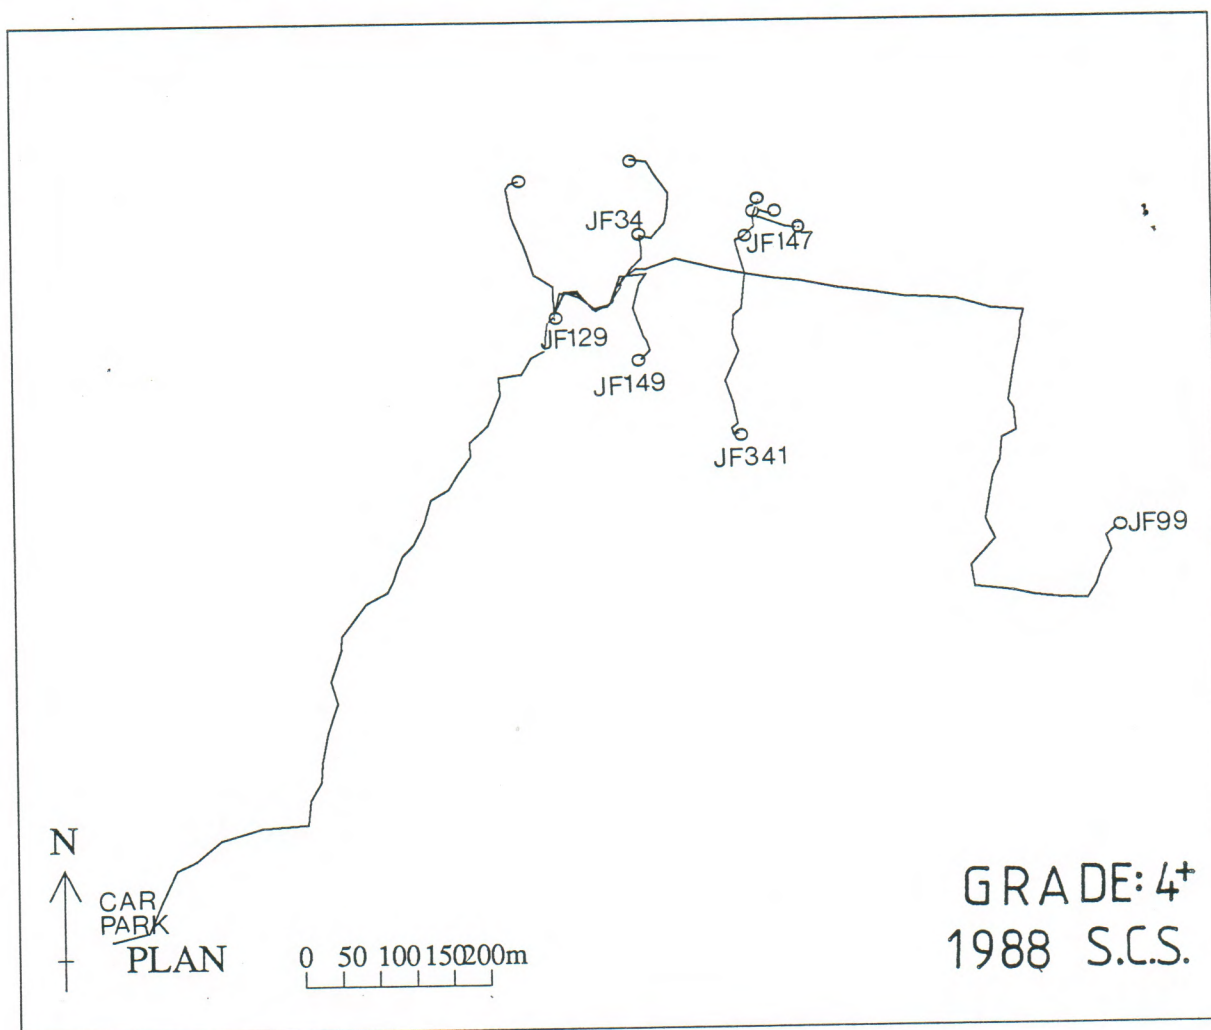 JF34
JF147
JF129
JF149
JF341
JF99
N
CAR
PARK
PLAN
0 50 100 150 200m
GRADE: 4+
1988 S.C.S.